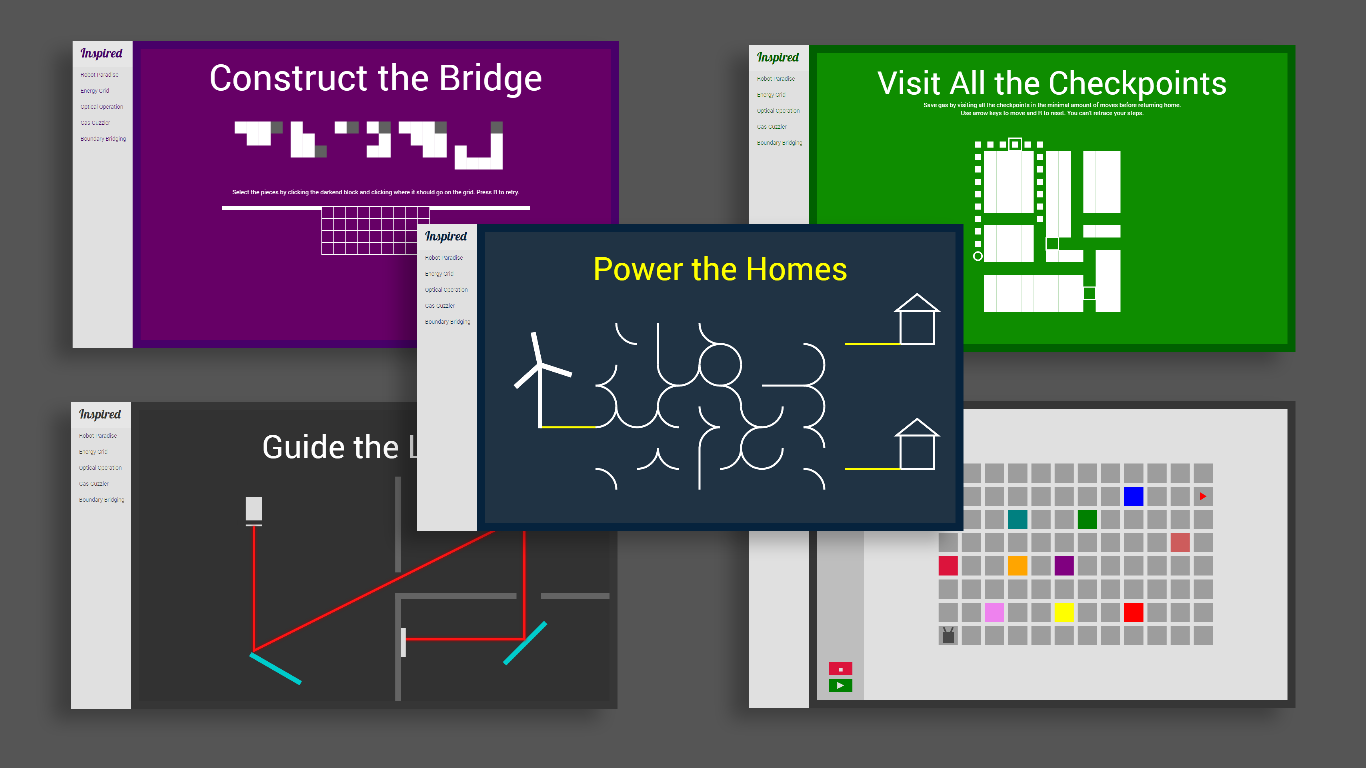 Inspired
Robot Paradise
Energy Grid
Optical Operation
Gas Guzzler
Boundary Bridging
Construct the Bridge
Select the pieces by clicking the darkend block and clicking where it should go on the grid. Press R to retry.
Inspired
Robot Paradise
Energy Grid
Optical Operation
Gas Guzzler
Boundary Bridging
Visit All the Checkpoints
Save gas by visiting all the checkpoints in the minimal amount of moves before returning home.
Use arrow keys to move and R to reset. You can't retrace your steps.
Inspired
Robot Paradise
Energy Grid
Optical Operation
Gas Guzzler
Boundary Bridging
Power the Homes
Inspired
Robot Paradise
Energy Grid
Optical Operation
Gas Guzzler
Boundary Bridging
Guide the L